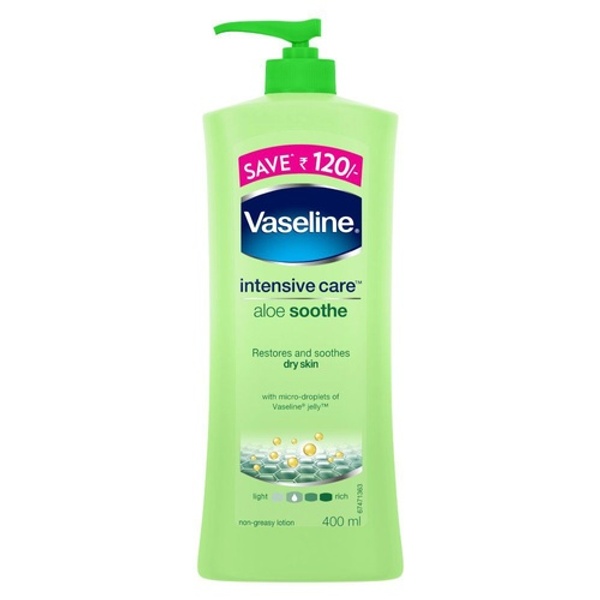 SAVE* ₹ 120/-
Vaseline®
intensive care™
aloe soothe
Restores and soothes
dry skin
with micro-droplets of
Vaseline® jelly™
light rich
67471363
non-greasy lotion 400 ml